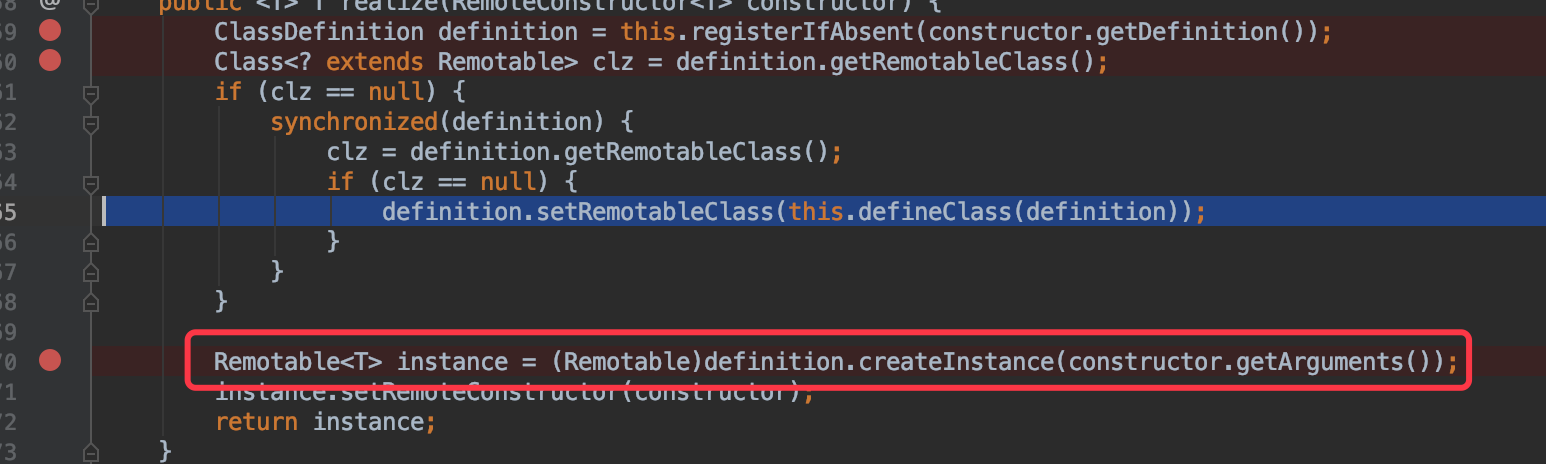 58 @ public <T> T realize(RemoteConstructor<T> constructor) {
59 ClassDefinition definition = this.registerIfAbsent(constructor.getDefinition());
60 Class<? extends Remotable> clz = definition.getRemotableClass();
61 if (clz == null) {
62 synchronized(definition) {
63 clz = definition.getRemotableClass();
64 if (clz == null) {
65 definition.setRemotableClass(this.defineClass(definition));
66 }
67 }
68 }
69
70 Remotable<T> instance = (Remotable)definition.createInstance(constructor.getArguments());
71 instance.setRemoteConstructor(constructor);
72 return instance;
73 }